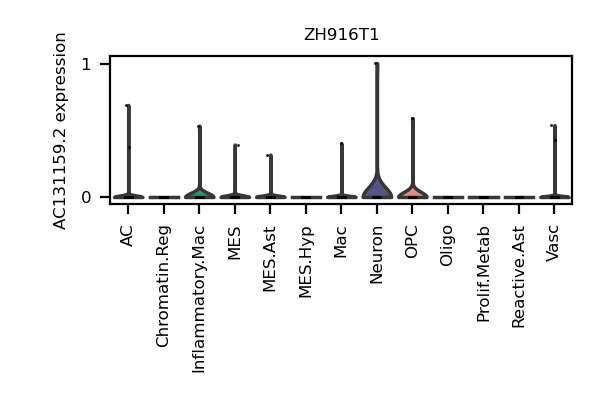 ZH916T1
AC131159.2 expression
1
0
AC
Chromatin.Reg
Inflammatory.Mac
MES
MES.Ast
MES.Hyp
Mac
Neuron
OPC
Oligo
Prolif.Metab
Reactive.Ast
Vasc